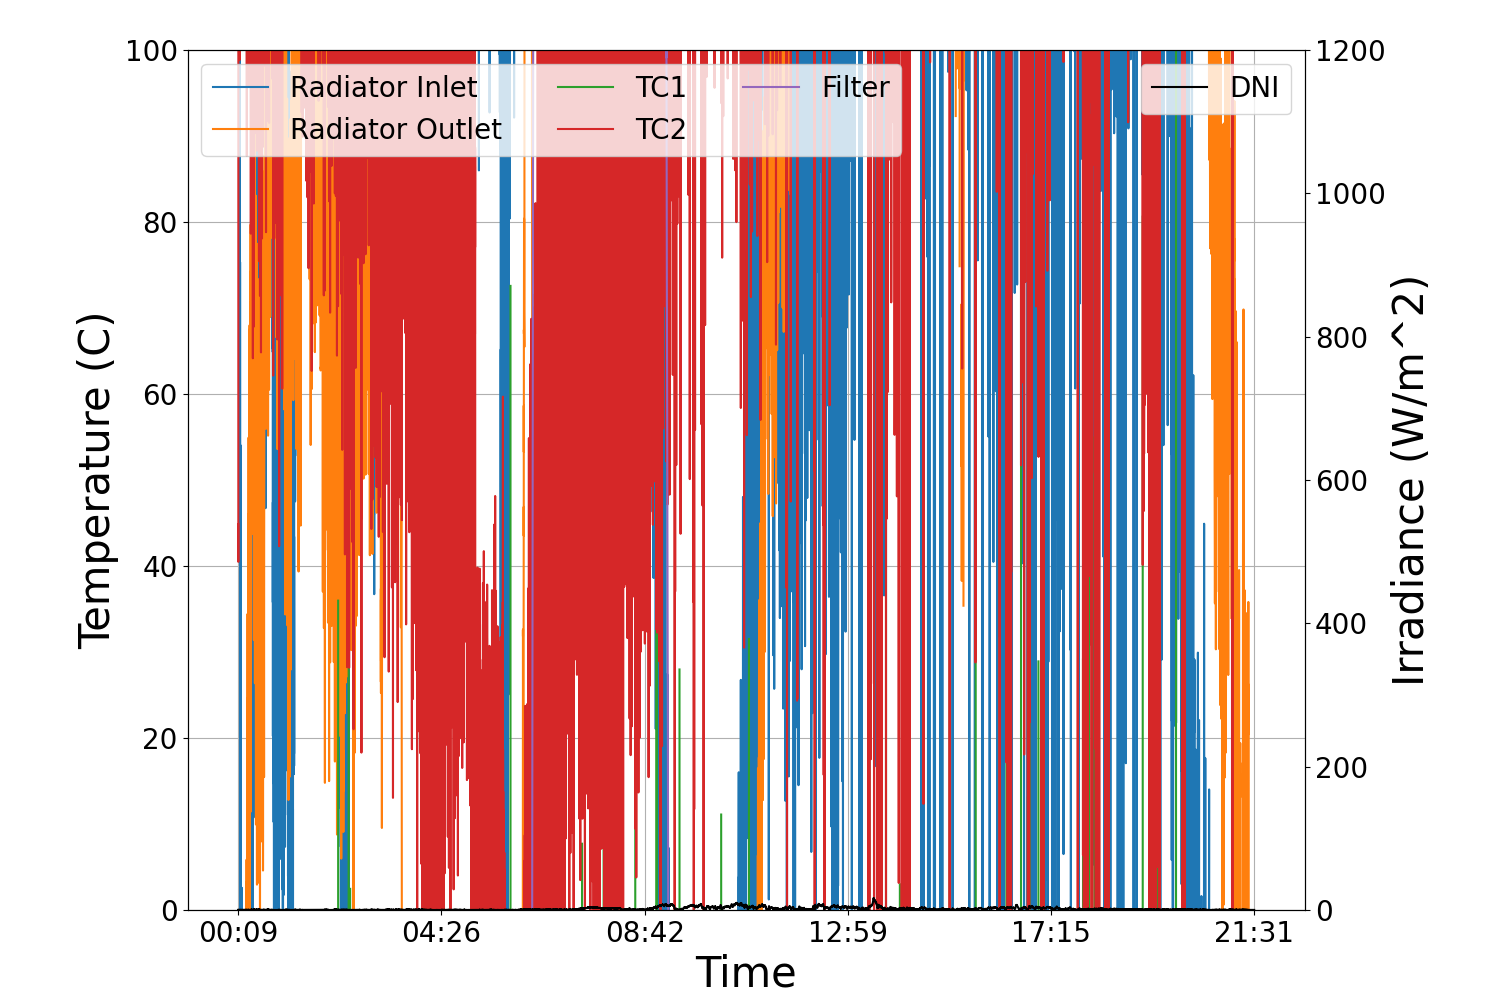 Radiator Inlet
Radiator Outlet
TC1
TC2
Filter
DNI
Temperature (C)
100
80
60
40
20
0
1200
1000
800
600
400
200
0
Irradiance (W/m^2)
00:09 04:26 08:42 12:59 17:15 21:31
Time